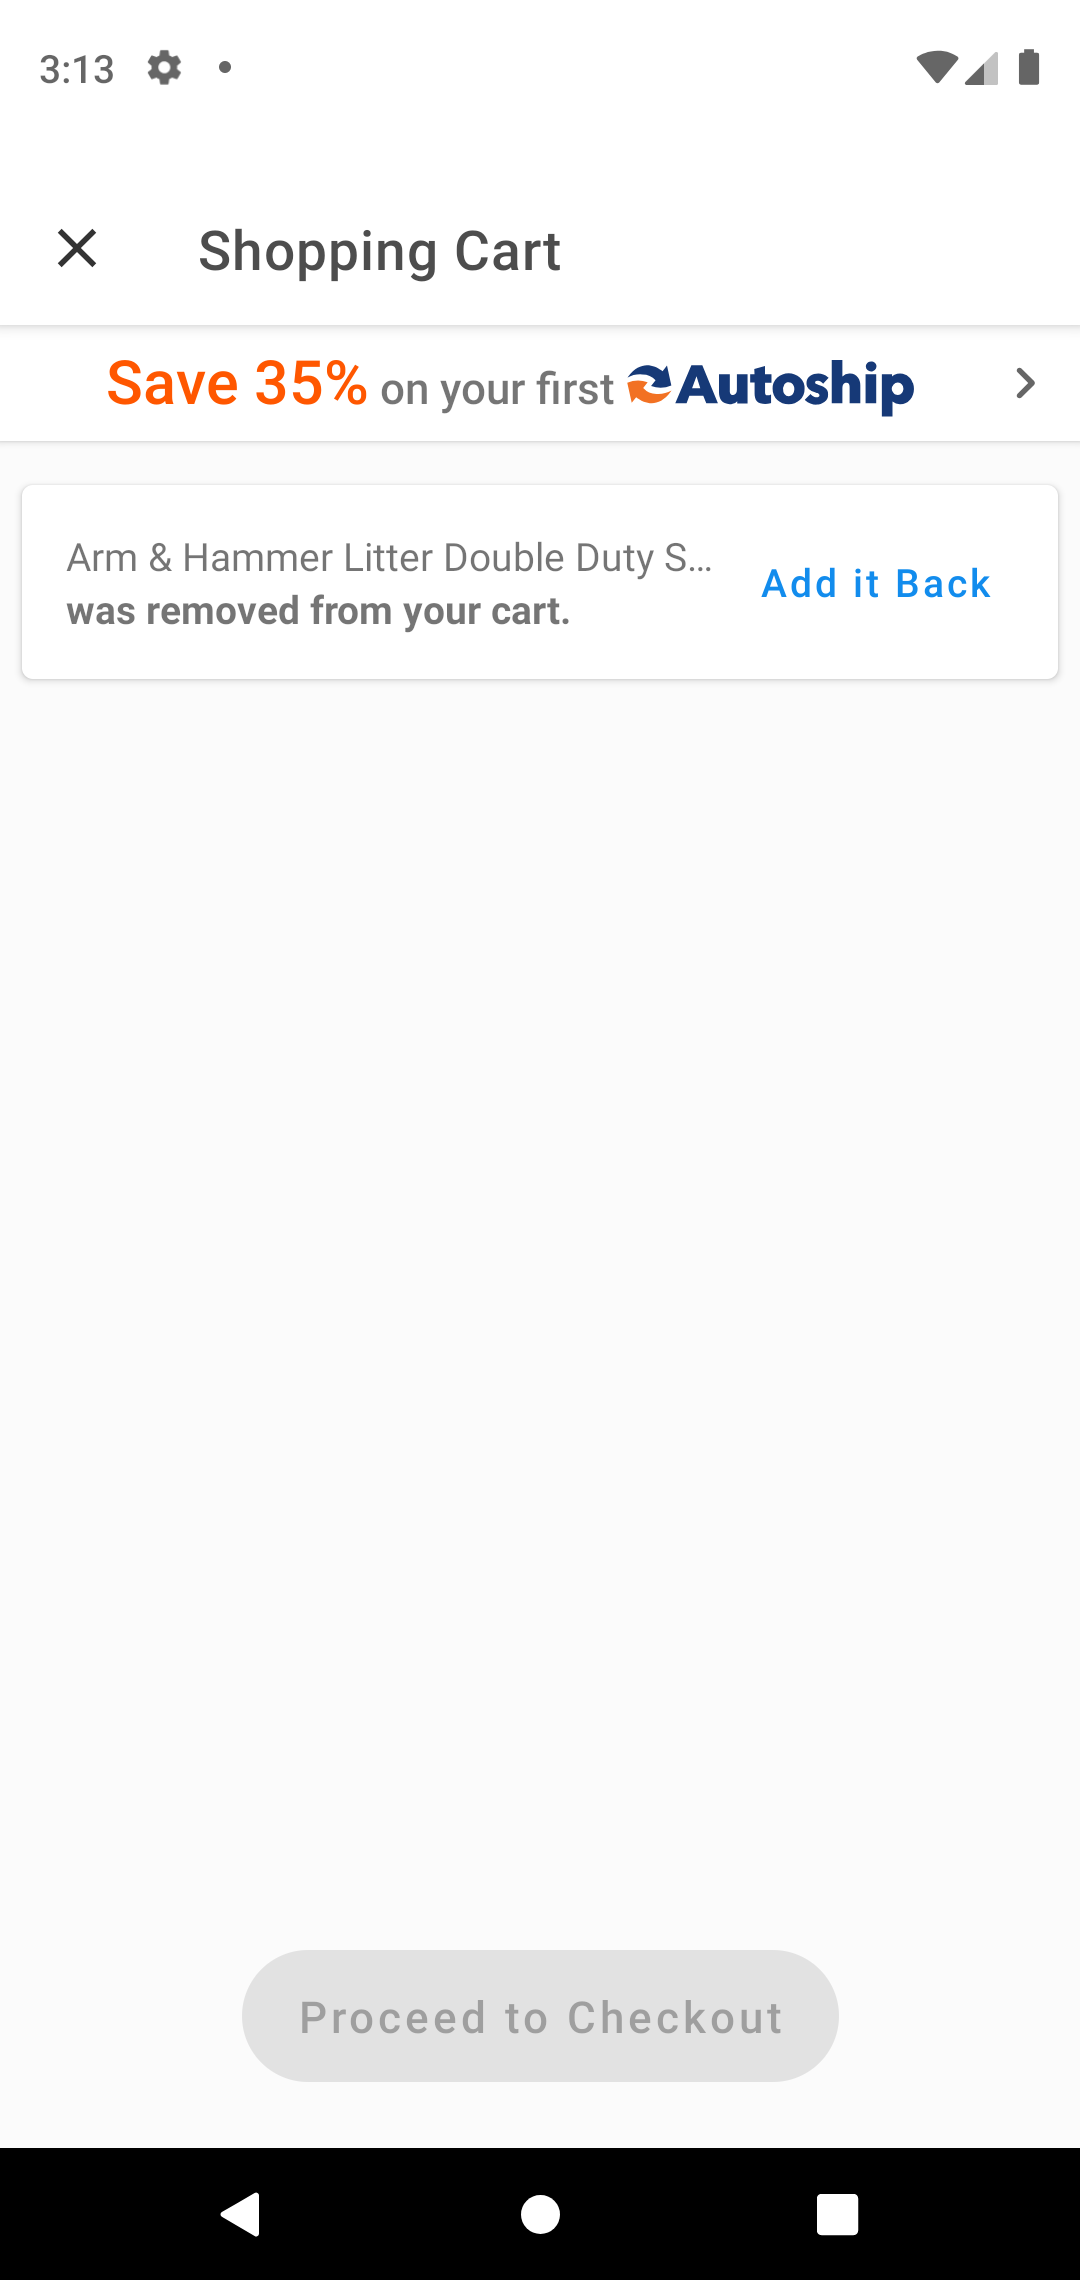 3:13
Shopping Cart
Save 35% on your first Autoship
Arm & Hammer Litter Double Duty S...
was removed from your cart.
Add it Back
Proceed to Checkout